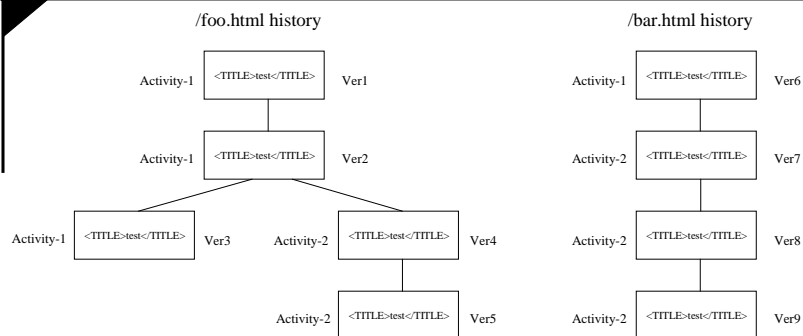 /foo.html history
/bar.html history
Activity-1 <TITLE>test</TITLE> Ver1
Activity-1 <TITLE>test</TITLE> Ver6
Activity-1 <TITLE>test</TITLE> Ver2
Activity-2 <TITLE>test</TITLE> Ver7
Activity-1 <TITLE>test</TITLE> Ver3
Activity-2 <TITLE>test</TITLE> Ver4
Activity-2 <TITLE>test</TITLE> Ver8
Activity-2 <TITLE>test</TITLE> Ver5
Activity-2 <TITLE>test</TITLE> Ver9